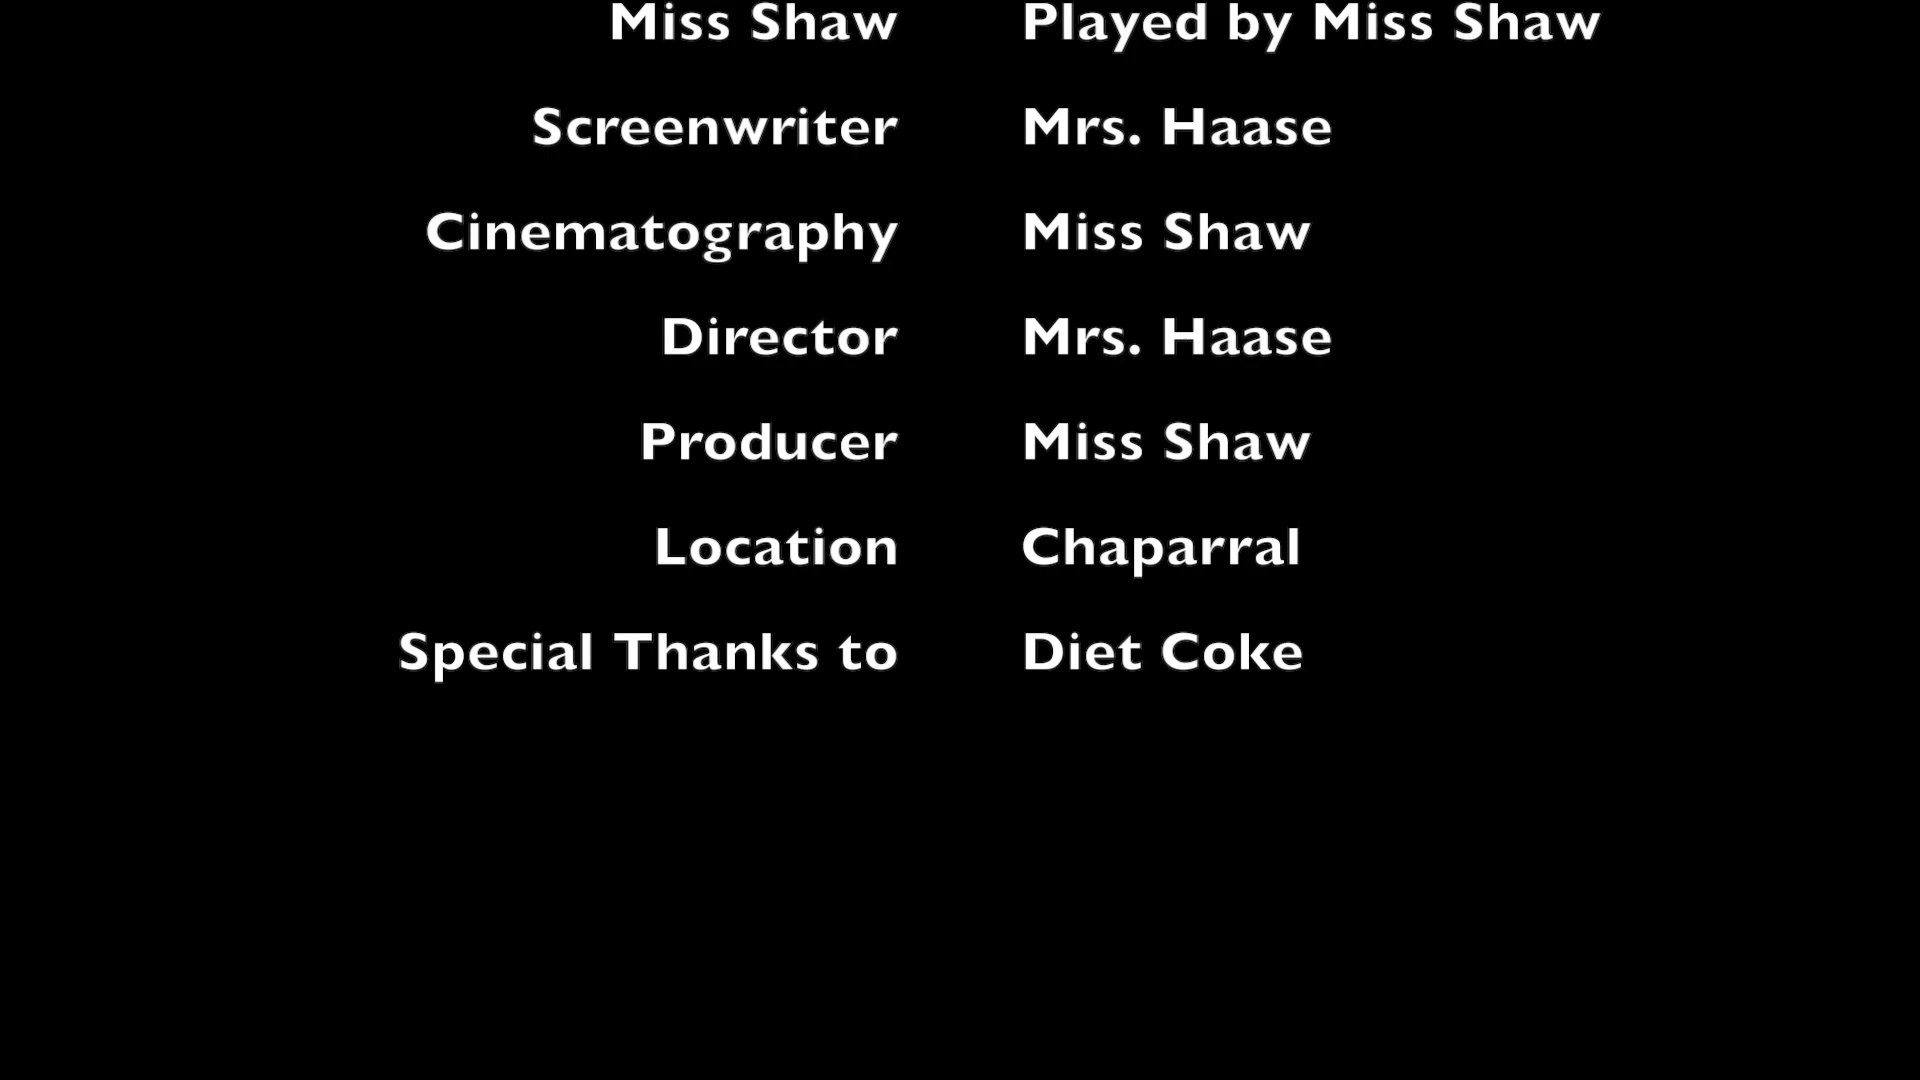 Miss Shaw Played by Miss Shaw
Screenwriter Mrs. Haase
Cinematography Miss Shaw
Director Mrs. Haase
Producer Miss Shaw
Location Chaparral
Special Thanks to Diet Coke